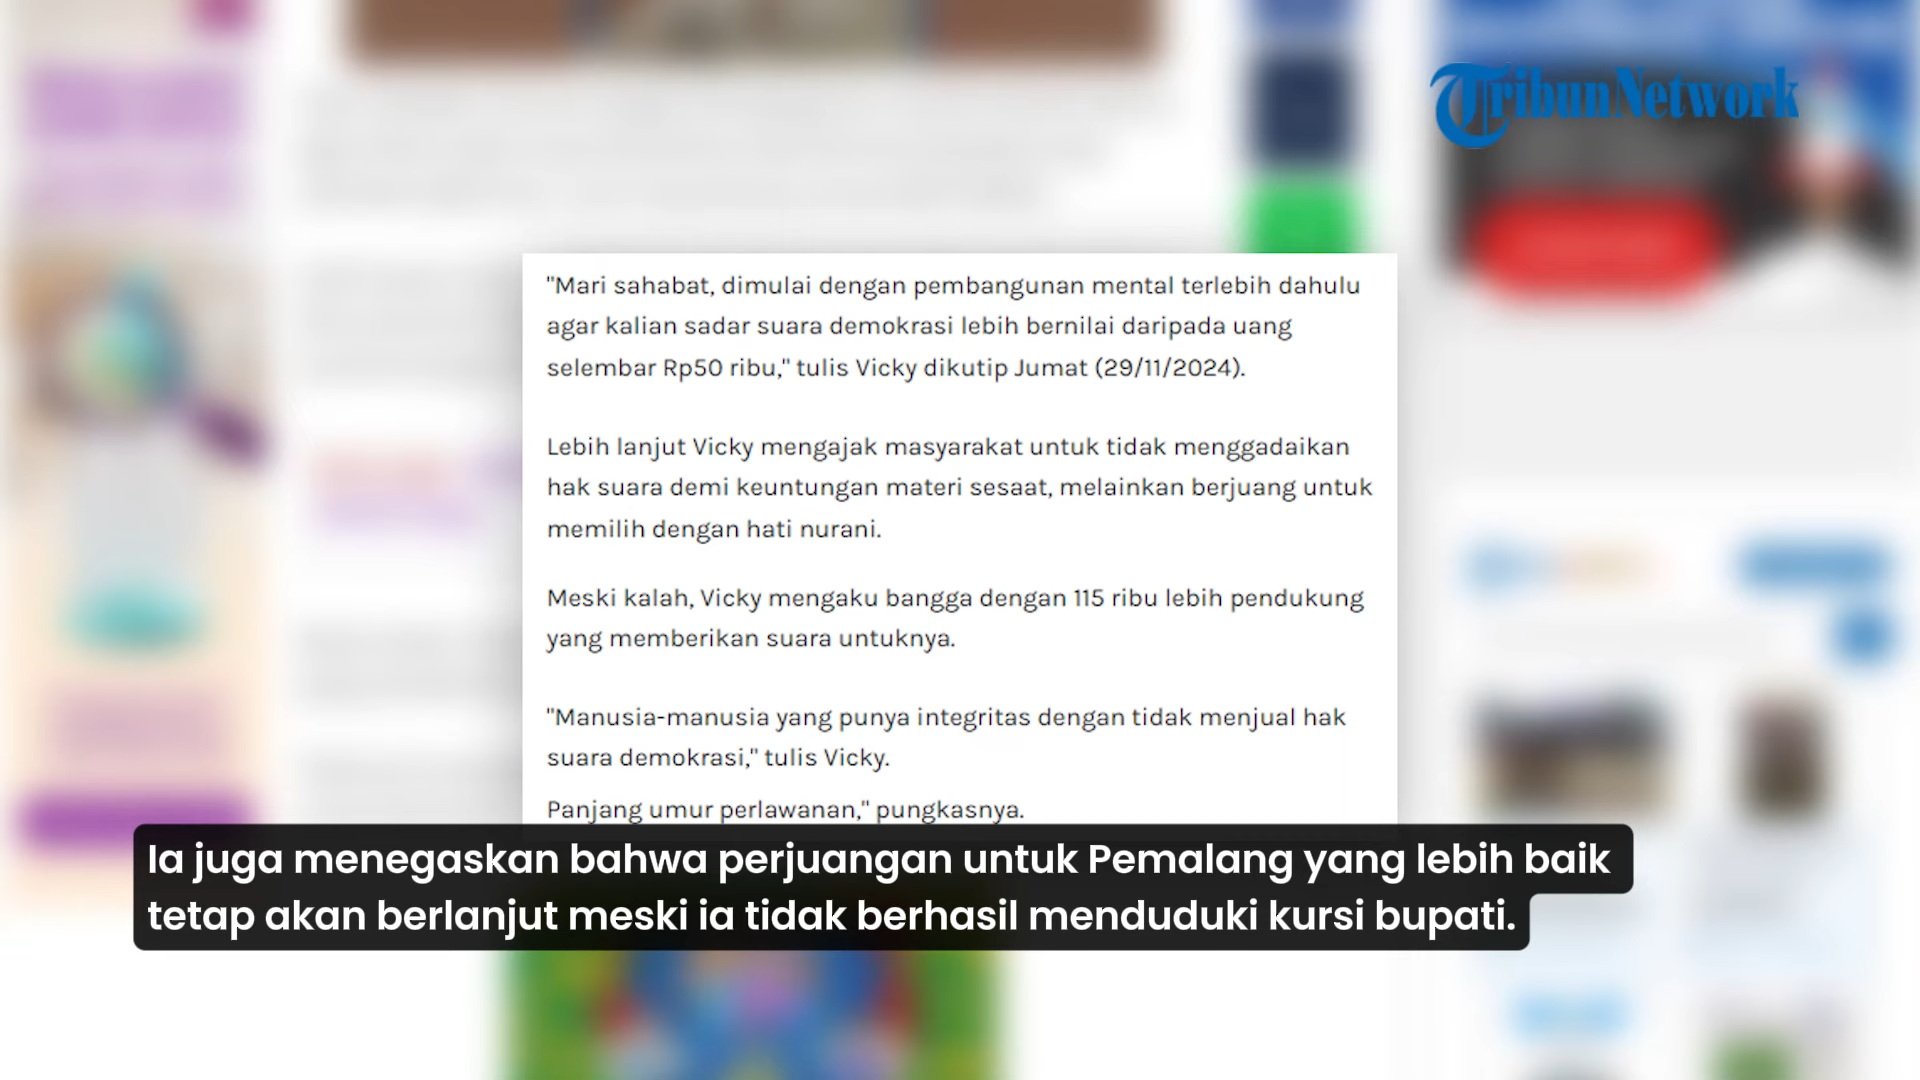 TribunNetwork
"Mari sahabat, dimulai dengan pembangunan mental terlebih dahulu
agar kalian sadar suara demokrasi lebih bernilai daripada uang
selembar Rp50 ribu," tulis Vicky dikutip Jumat (29/11/2024).
Lebih lanjut Vicky mengajak masyarakat untuk tidak menggadaikan
hak suara demi keuntungan materi sesaat, melainkan berjuang untuk
memilih dengan hati nurani.
Meski kalah, Vicky mengaku bangga dengan 115 ribu lebih pendukung
yang memberikan suara untuknya.
"Manusia-manusia yang punya integritas dengan tidak menjual hak
suara demokrasi," tulis Vicky.
Panjang umur perlawanan," pungkasnya.
Ia juga menegaskan bahwa perjuangan untuk Pemalang yang lebih baik
tetap akan berlanjut meski ia tidak berhasil menduduki kursi bupati.